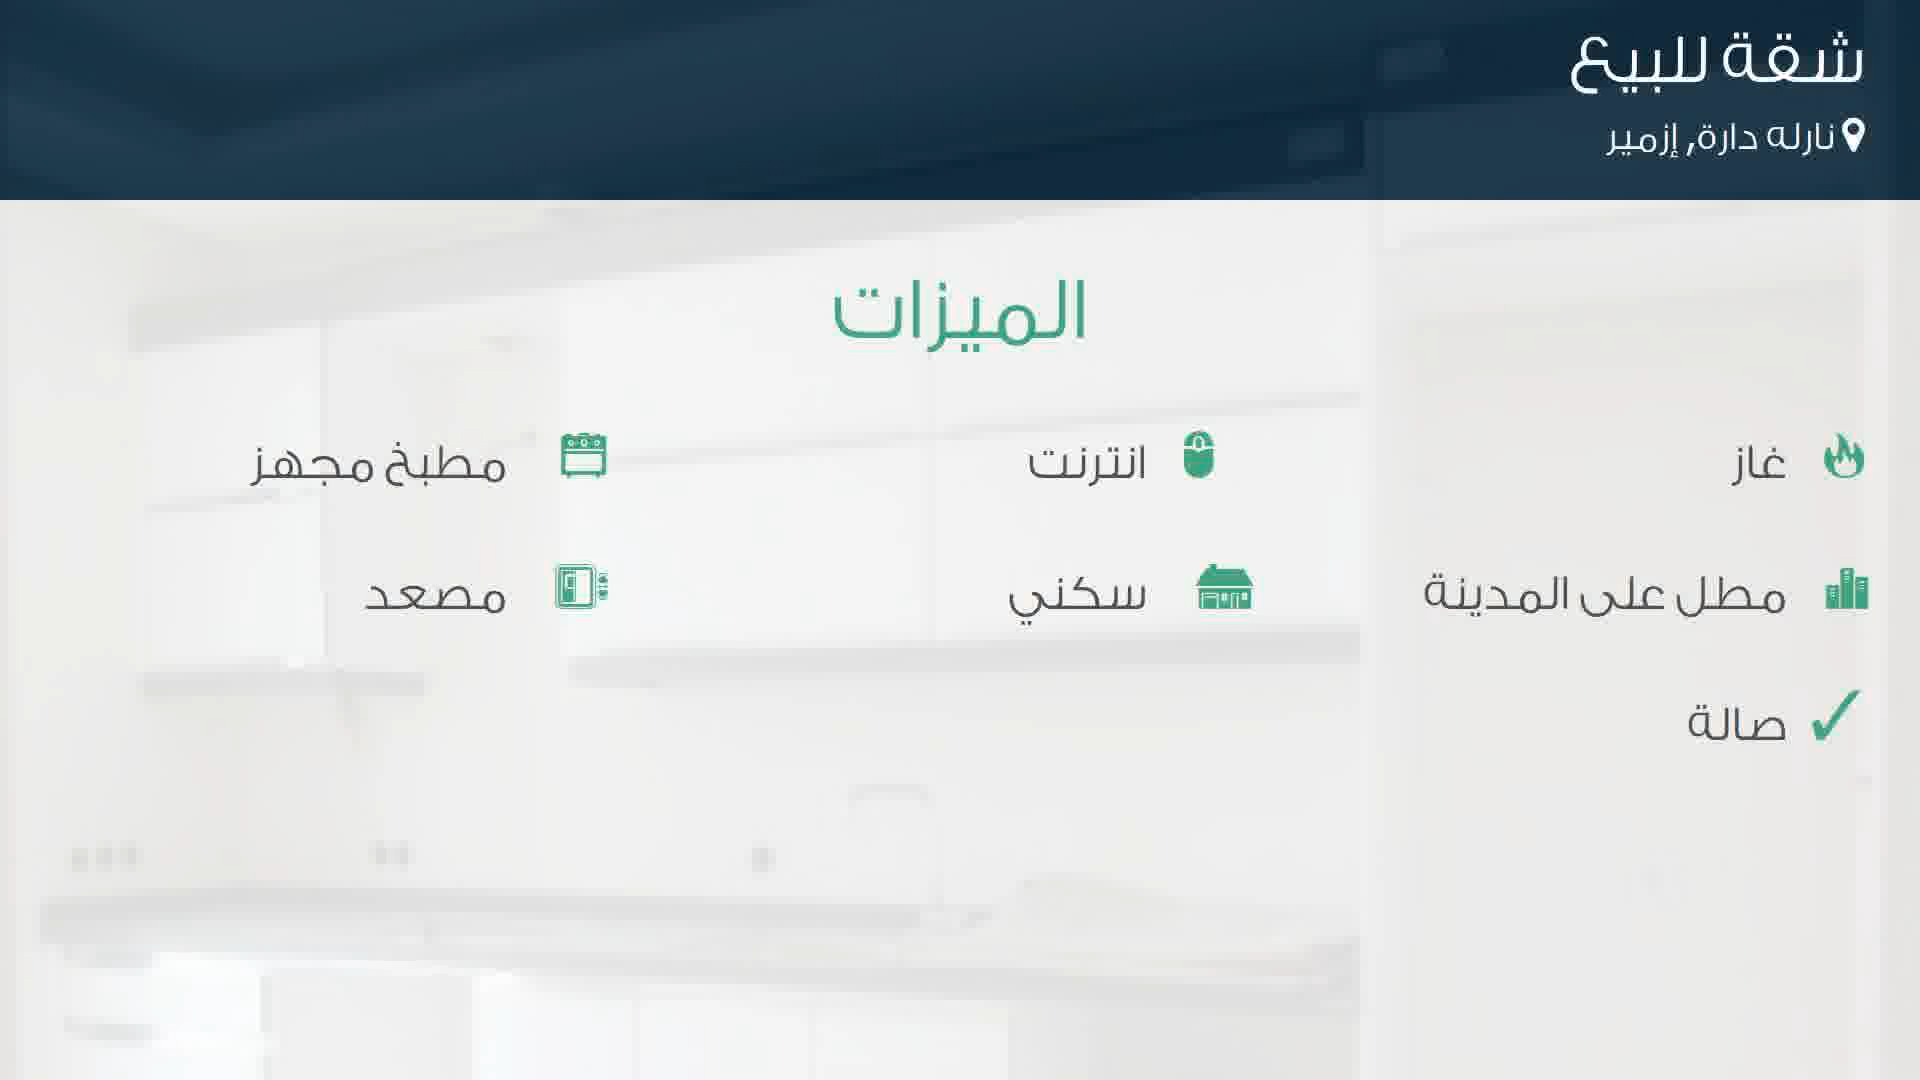 شقة للبيع
نارله دارة, إزمير
الميزات
غاز
انترنت
مطبخ مجهز
مطل على المدينة
سكني
مصعد
صالة